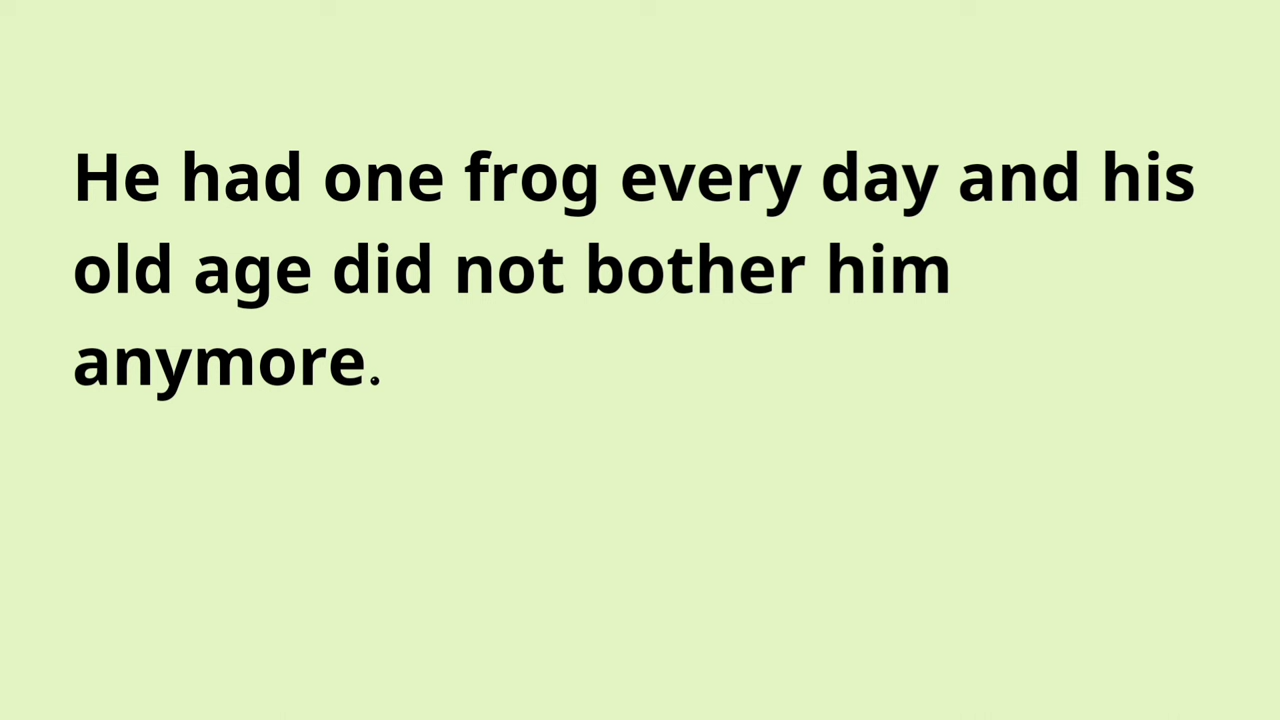 He had one frog every day and his
old age did not bother him
anymore.